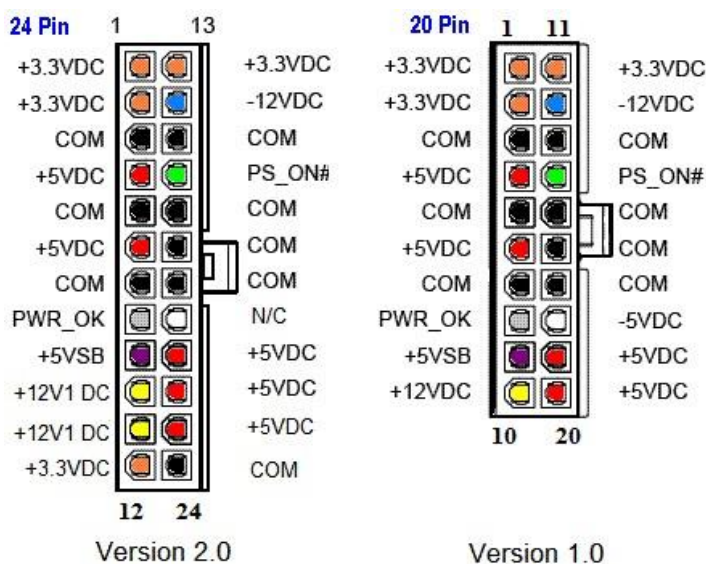 24 Pin 1 13
+3.3VDC +3.3VDC
+3.3VDC -12VDC
COM COM
+5VDC PS_ON#
COM COM
+5VDC COM
COM COM
PWR_OK N/C
+5VSB +5VDC
+12V1 DC +5VDC
+12V1 DC +5VDC
+3.3VDC COM
12 24
Version 2.0
20 Pin 1 11
+3.3VDC +3.3VDC
+3.3VDC -12VDC
COM COM
+5VDC PS_ON#
COM COM
+5VDC COM
COM COM
PWR_OK -5VDC
+5VSB +5VDC
+12VDC +5VDC
10 20
Version 1.0